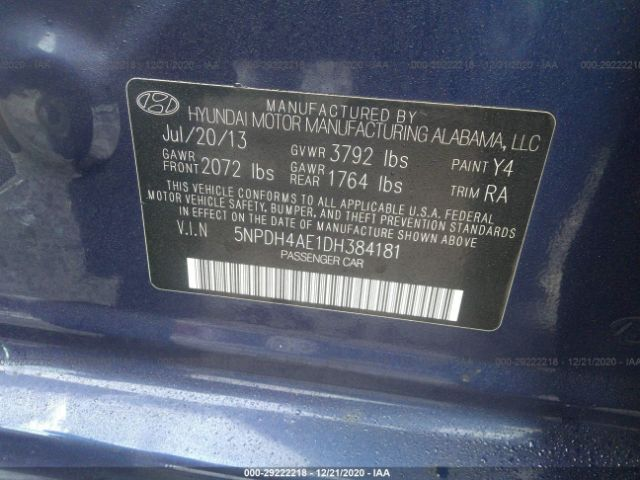 MANUFACTURED BY
HYUNDAI MOTOR MANUFACTURING ALABAMA, LLC
Jul/20/13 GVWR 3792 lbs PAINT Y4
GAWR FRONT 2072 lbs GAWR REAR 1764 lbs TRIM RA
THIS VEHICLE CONFORMS TO ALL APPLICABLE U.S.A. FEDERAL
MOTOR VEHICLE SAFETY, BUMPER, AND THEFT PREVENTION
STANDARDS IN EFFECT ON THE DATE OF MANUFACTURE SHOWN ABOVE
V.I.N 5NPDH4AE1DH384181
PASSENGER CAR
000-29222218 - 12/21/2020 - IAA